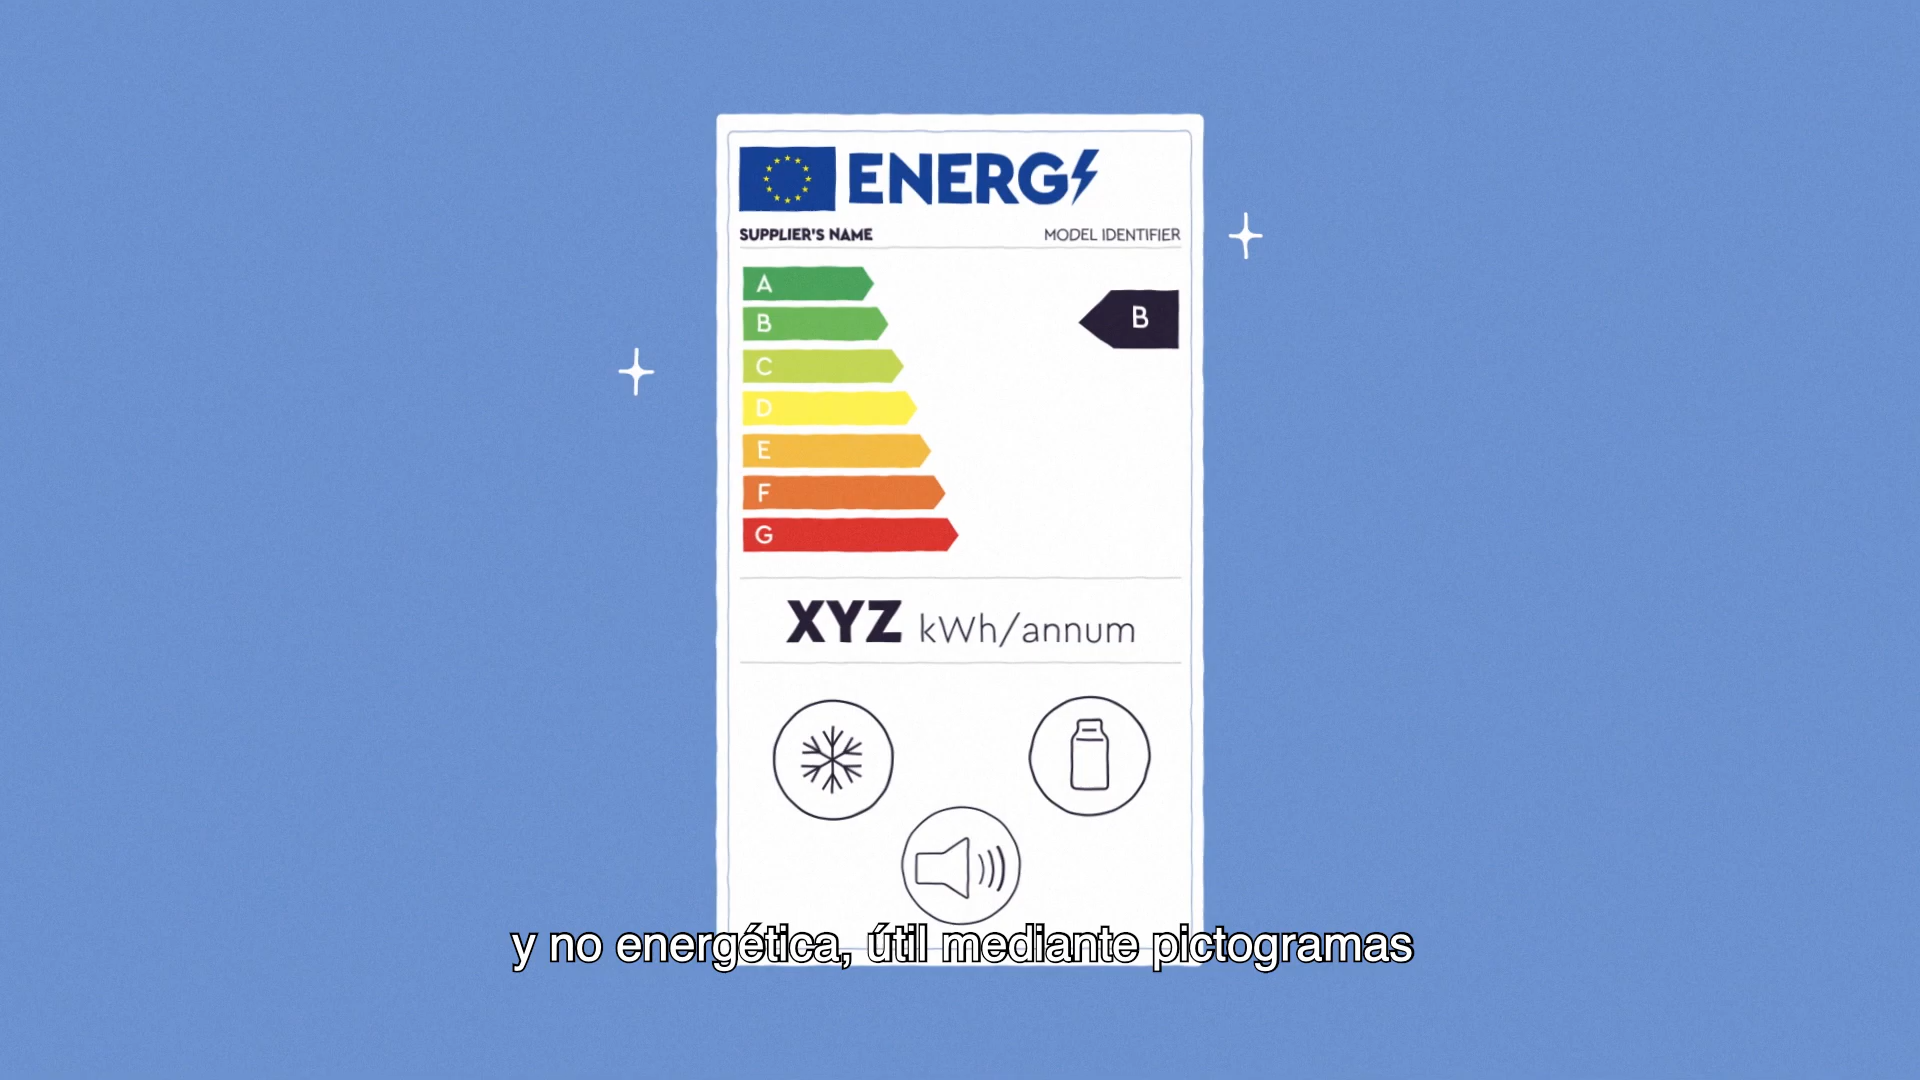 ENERG
SUPPLIER'S NAME MODEL IDENTIFIER
A
B
B
C
D
E
F
G
XYZ kWh/annum
y no energética, útil mediante pictogramas